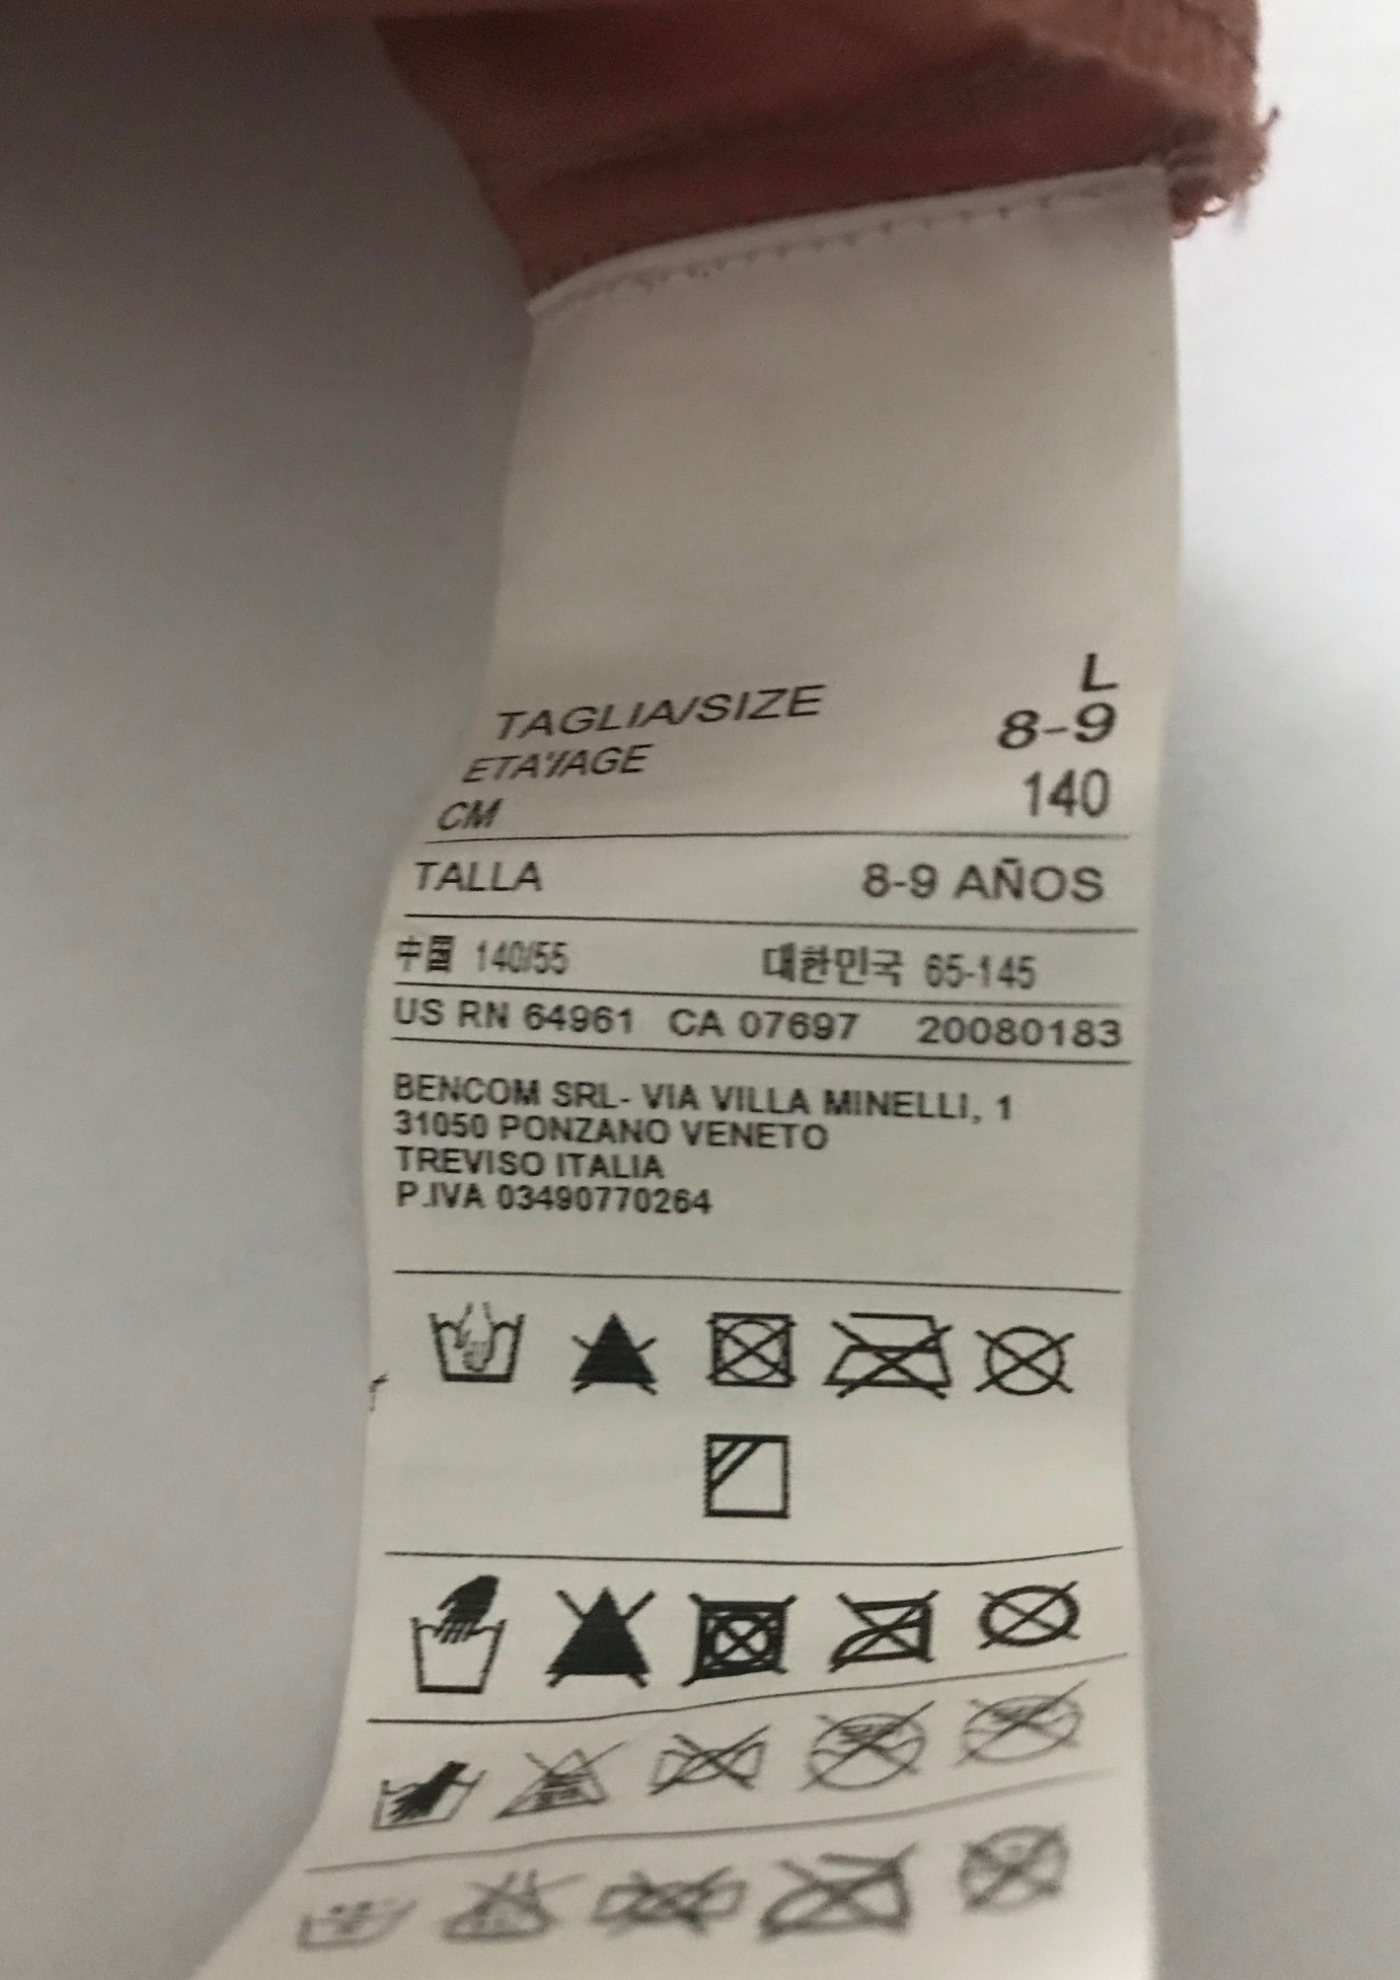 L
TAGLIA/SIZE 8-9
ETA'/AGE 140
CM
TALLA 8-9 AÑOS
中国 140/55 대한민국 65-145
US RN 64961 CA 07697 20080183
BENCOM SRL- VIA VILLA MINELLI, 1
31050 PONZANO VENETO
TREVISO ITALIA
P.IVA 03490770264